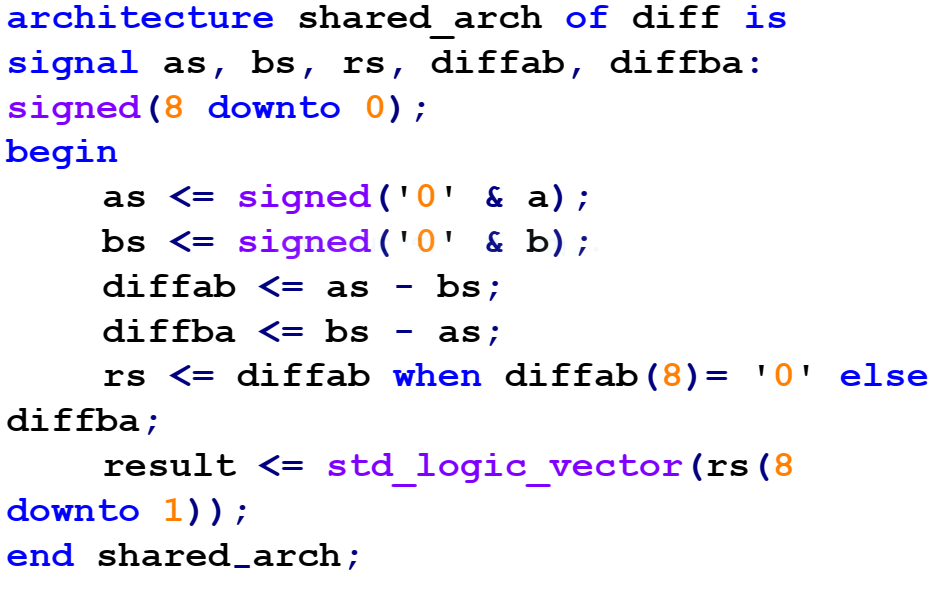 architecture shared_arch of diff is
signal as, bs, rs, diffab, diffba:
signed(8 downto 0);
begin
    as <= signed('0' & a);
    bs <= signed('0' & b);
    diffab <= as - bs;
    diffba <= bs - as;
    rs <= diffab when diffab(8)= '0' else
diffba;
    result <= std_logic_vector(rs(8
downto 1));
end shared_arch;